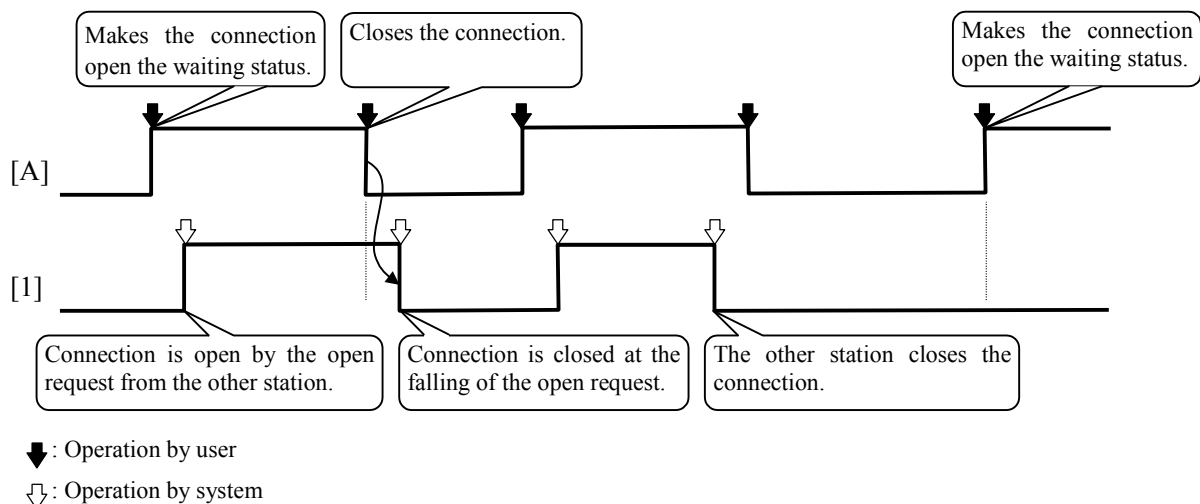 Makes the connection
open the waiting status.
Closes the connection.
Makes the connection
open the waiting status.
[A]
[1]
Connection is open by the open
request from the other station.
Connection is closed at the
falling of the open request.
The other station closes the
connection.
: Operation by user
: Operation by system